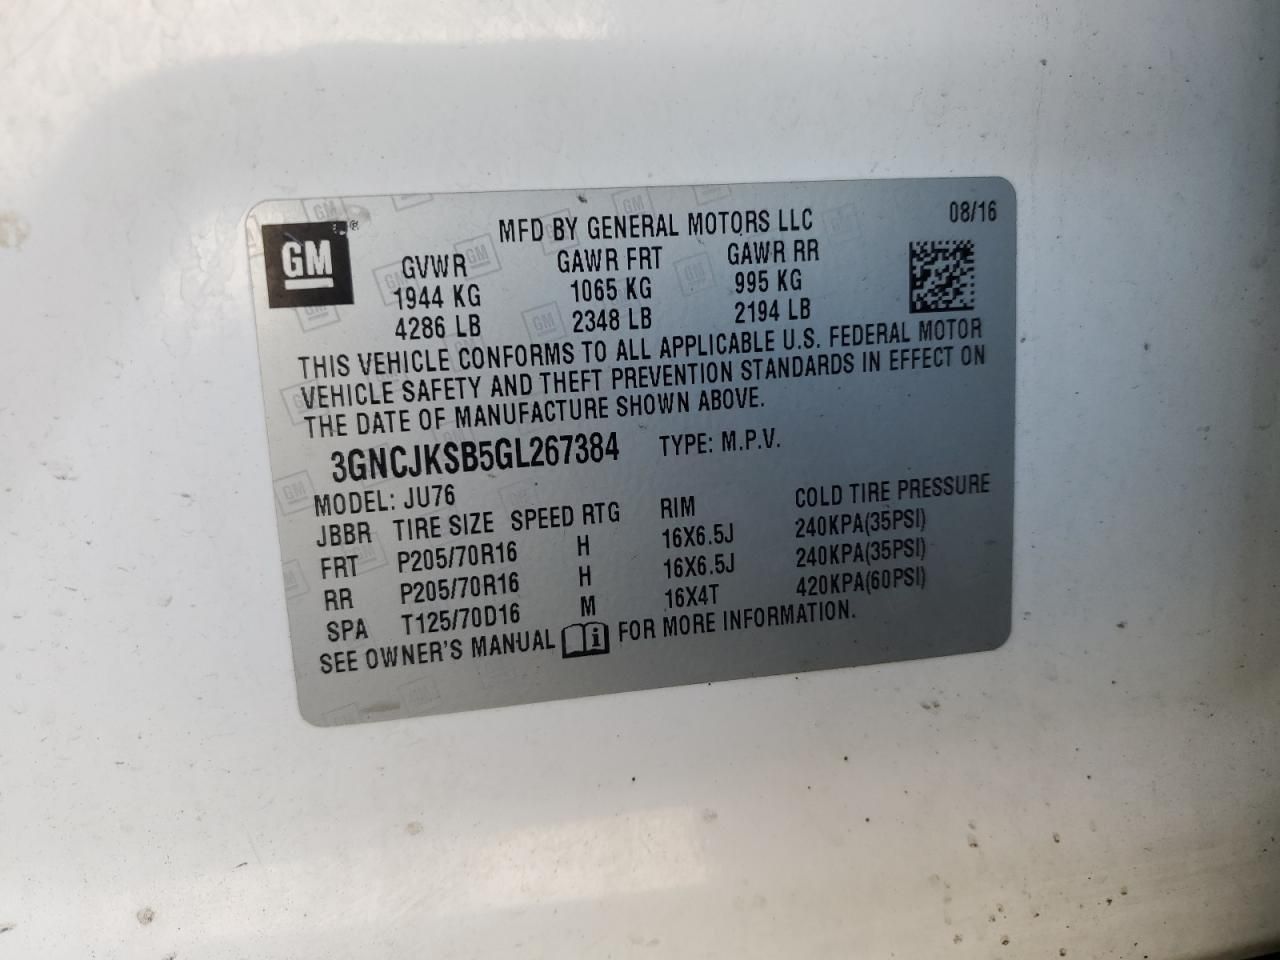 GM ®
MFD BY GENERAL MOTORS LLC 08/16
GVWR GAWR FRT GAWR RR
1944 KG 1065 KG 995 KG
4286 LB 2348 LB 2194 LB
THIS VEHICLE CONFORMS TO ALL APPLICABLE U.S. FEDERAL MOTOR
VEHICLE SAFETY AND THEFT PREVENTION STANDARDS IN EFFECT ON
THE DATE OF MANUFACTURE SHOWN ABOVE.
3GNCJKSB5GL267384 TYPE: M.P.V.
MODEL: JU76
JBBR TIRE SIZE SPEED RTG RIM COLD TIRE PRESSURE
FRT P205/70R16 H 16X6.5J 240KPA(35PSI)
RR P205/70R16 H 16X6.5J 240KPA(35PSI)
SPA T125/70D16 M 16X4T 420KPA(60PSI)
SEE OWNER'S MANUAL i FOR MORE INFORMATION.